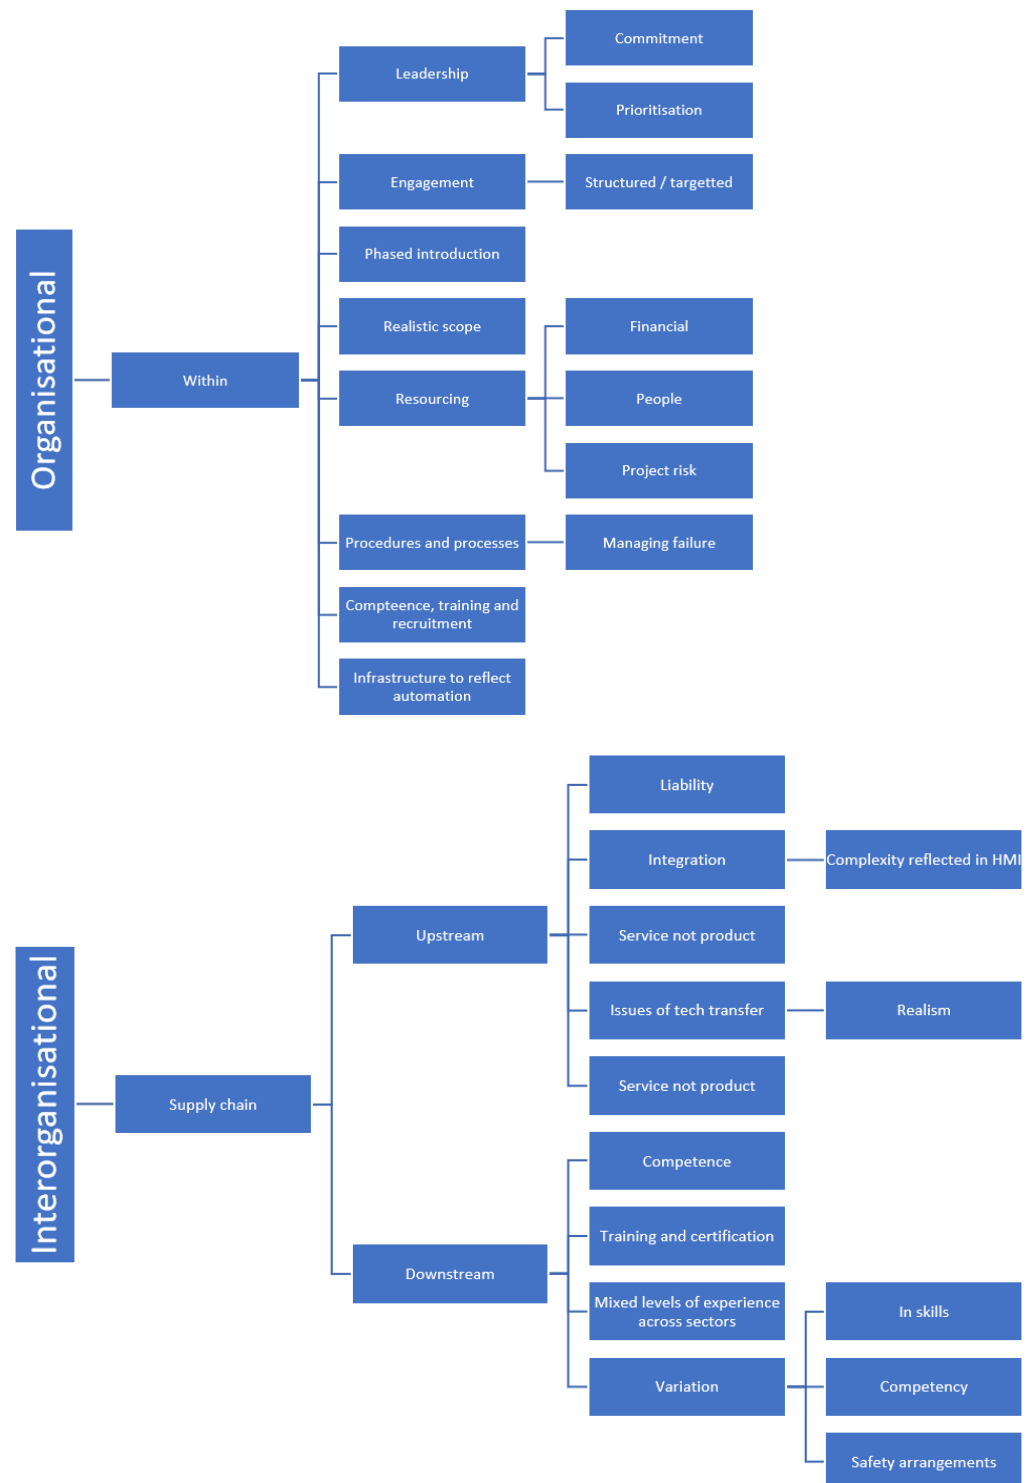 Organisational
Within
Leadership
Commitment
Prioritisation
Engagement
Structured / targetted
Phased introduction
Realistic scope
Resourcing
Financial
People
Project risk
Procedures and processes
Managing failure
Compteence, training and
recruitment
Infrastructure to reflect
automation
Interorganisational
Supply chain
Upstream
Liability
Integration
Complexity reflected in HMI
Service not product
Issues of tech transfer
Realism
Service not product
Downstream
Competence
Training and certification
Mixed levels of experience
across sectors
Variation
In skills
Competency
Safety arrangements